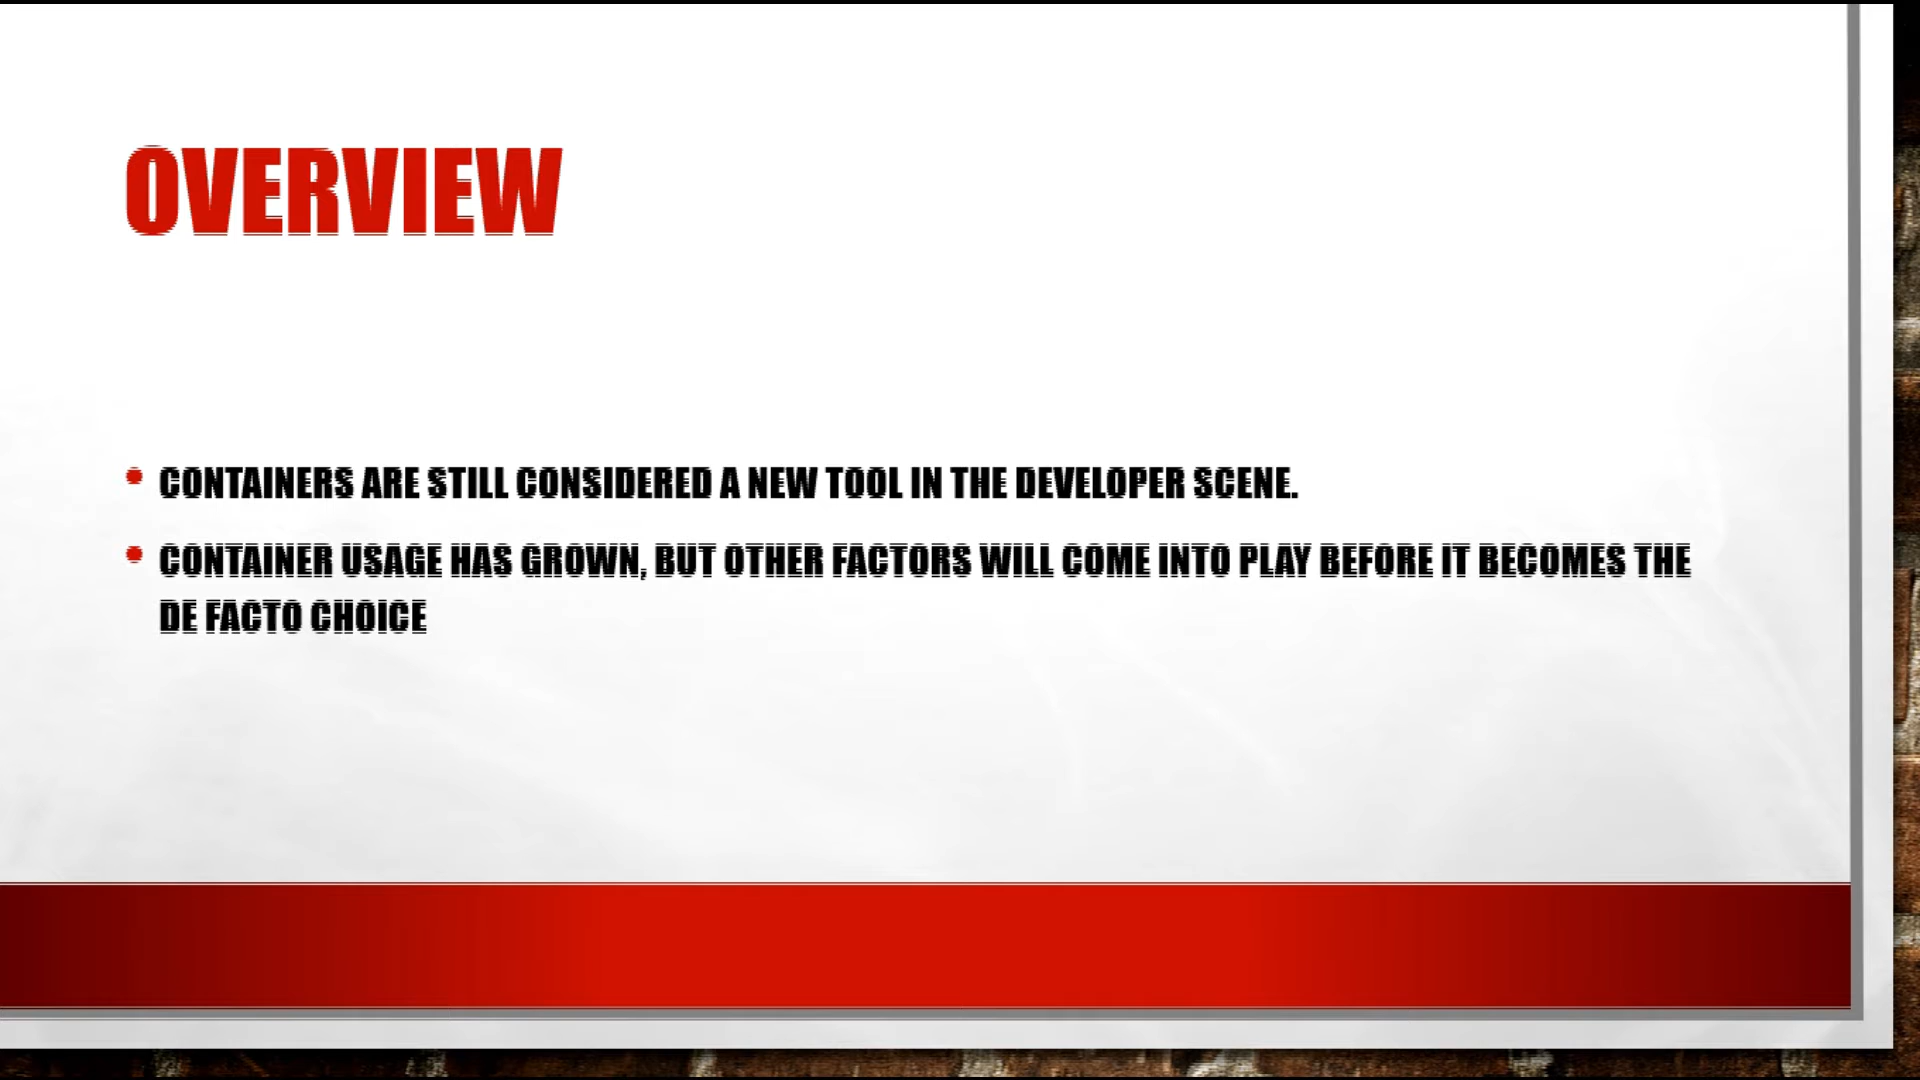 OVERVIEW
• CONTAINERS ARE STILL CONSIDERED A NEW TOOL IN THE DEVELOPER SCENE.
• CONTAINER USAGE HAS GROWN, BUT OTHER FACTORS WILL COME INTO PLAY BEFORE IT BECOMES THE
DE FACTO CHOICE